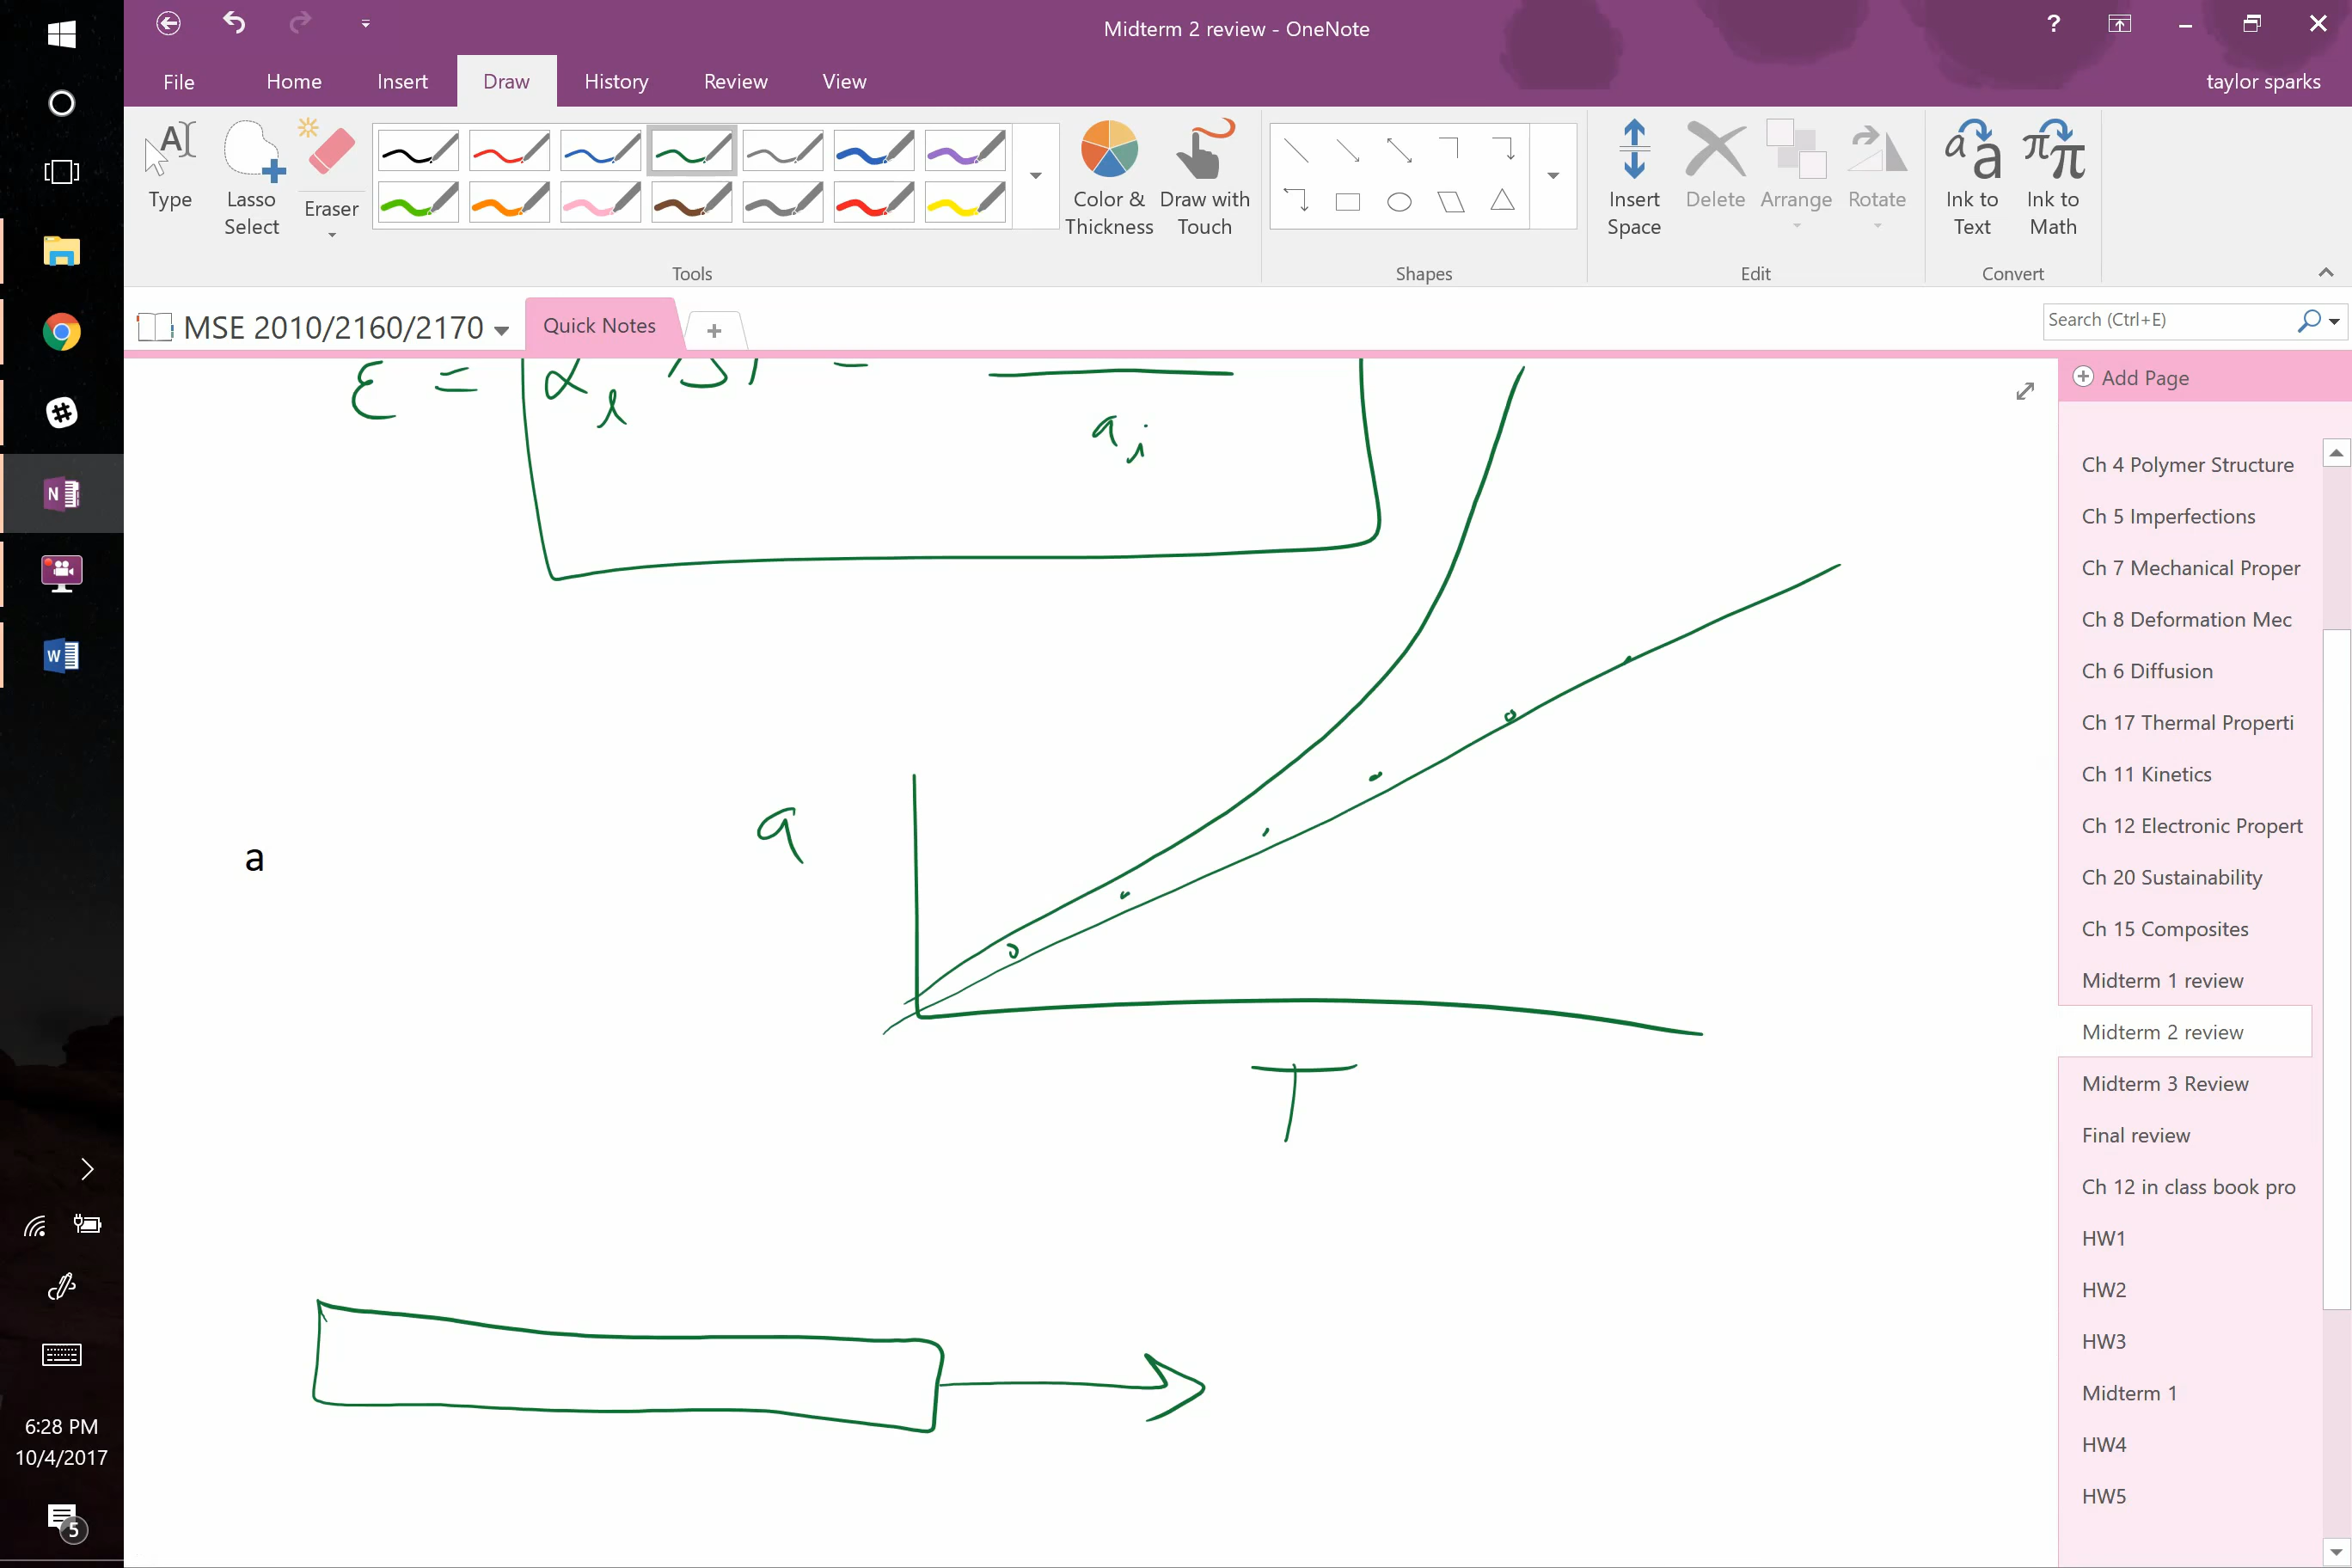 Midterm 2 review - OneNote
?
File Home Insert Draw History Review View
taylor sparks
Type
Lasso Select
Eraser
Color & Thickness
Draw with Touch
Insert Space
Delete
Arrange
Rotate
Ink to Text
Ink to Math
Tools
Shapes
Edit
Convert
MSE 2010/2160/2170
Quick Notes
Search (Ctrl+E)
ε = α_l ΔT =
a_i
a
a
T
Add Page
Ch 4 Polymer Structure
Ch 5 Imperfections
Ch 7 Mechanical Proper
Ch 8 Deformation Mec
Ch 6 Diffusion
Ch 17 Thermal Properti
Ch 11 Kinetics
Ch 12 Electronic Propert
Ch 20 Sustainability
Ch 15 Composites
Midterm 1 review
Midterm 2 review
Midterm 3 Review
Final review
Ch 12 in class book pro
HW1
HW2
HW3
Midterm 1
HW4
HW5
6:28 PM
10/4/2017
5